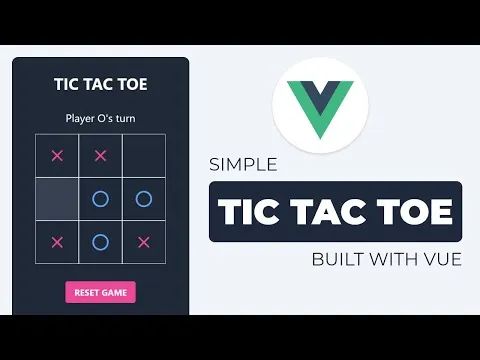 TIC TAC TOE
Player O's turn
RESET GAME
SIMPLE
TIC TAC TOE
BUILT WITH VUE